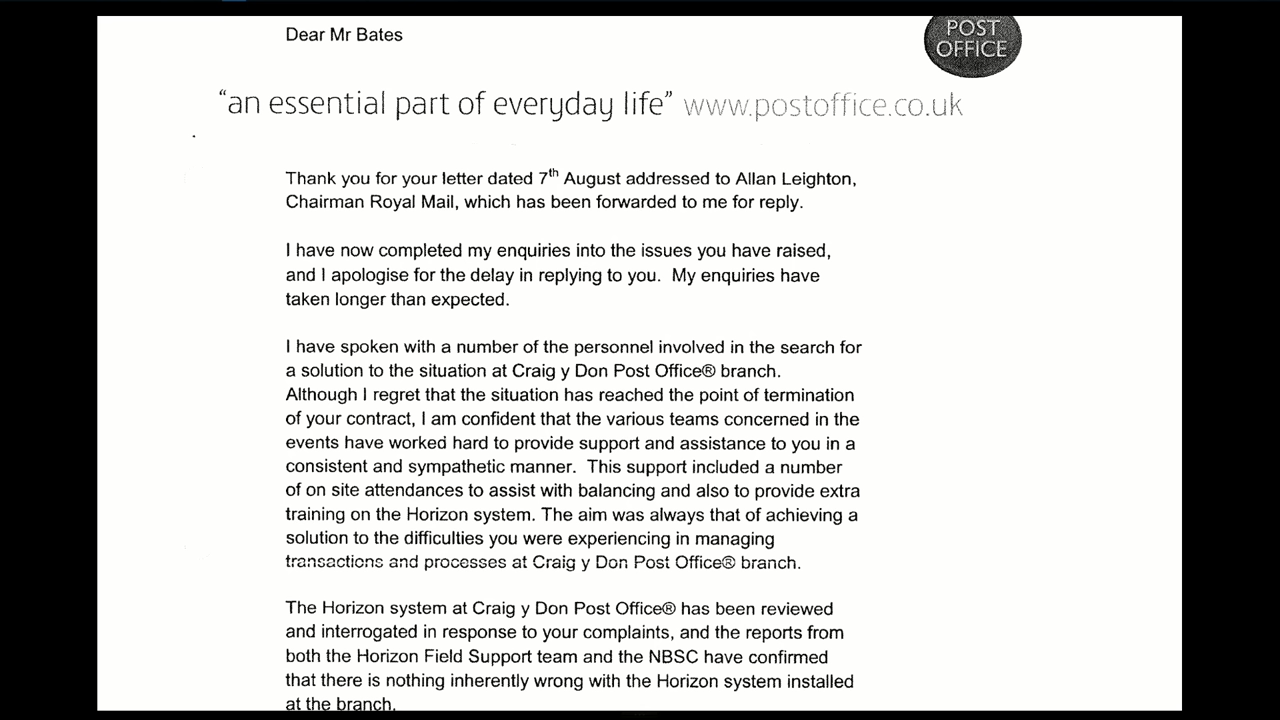 Dear Mr Bates
POST
OFFICE
“an essential part of everyday life” www.postoffice.co.uk
Thank you for your letter dated 7th August addressed to Allan Leighton,
Chairman Royal Mail, which has been forwarded to me for reply.
I have now completed my enquiries into the issues you have raised,
and I apologise for the delay in replying to you.  My enquiries have
taken longer than expected.
I have spoken with a number of the personnel involved in the search for
a solution to the situation at Craig y Don Post Office® branch.
Although I regret that the situation has reached the point of termination
of your contract, I am confident that the various teams concerned in the
events have worked hard to provide support and assistance to you in a
consistent and sympathetic manner.  This support included a number
of on site attendances to assist with balancing and also to provide extra
training on the Horizon system. The aim was always that of achieving a
solution to the difficulties you were experiencing in managing
transactions and processes at Craig y Don Post Office® branch.
The Horizon system at Craig y Don Post Office® has been reviewed
and interrogated in response to your complaints, and the reports from
both the Horizon Field Support team and the NBSC have confirmed
that there is nothing inherently wrong with the Horizon system installed
at the branch.